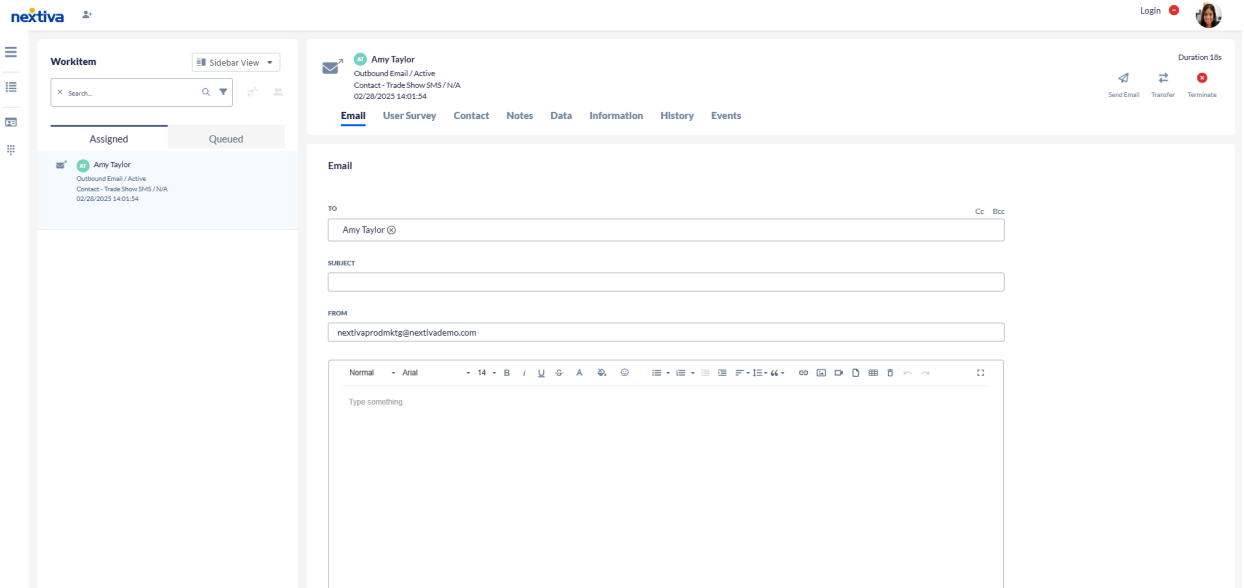 nextiva
Login
Workitem
Sidebar View
Search...
Assigned
Queued
AT Amy Taylor
Outbound Email / Active
Contact - Trade Show SMS / N/A
02/28/2025 14:01:54
AT Amy Taylor
Outbound Email / Active
Contact - Trade Show SMS / N/A
02/28/2025 14:01:54
Duration 18s
Send Email Transfer Terminate
Email User Survey Contact Notes Data Information History Events
Email
TO
Cc Bcc
Amy Taylor
SUBJECT
FROM
nextivaprodmktg@nextivademo.com
Normal Arial 14 B i U S A
Type something